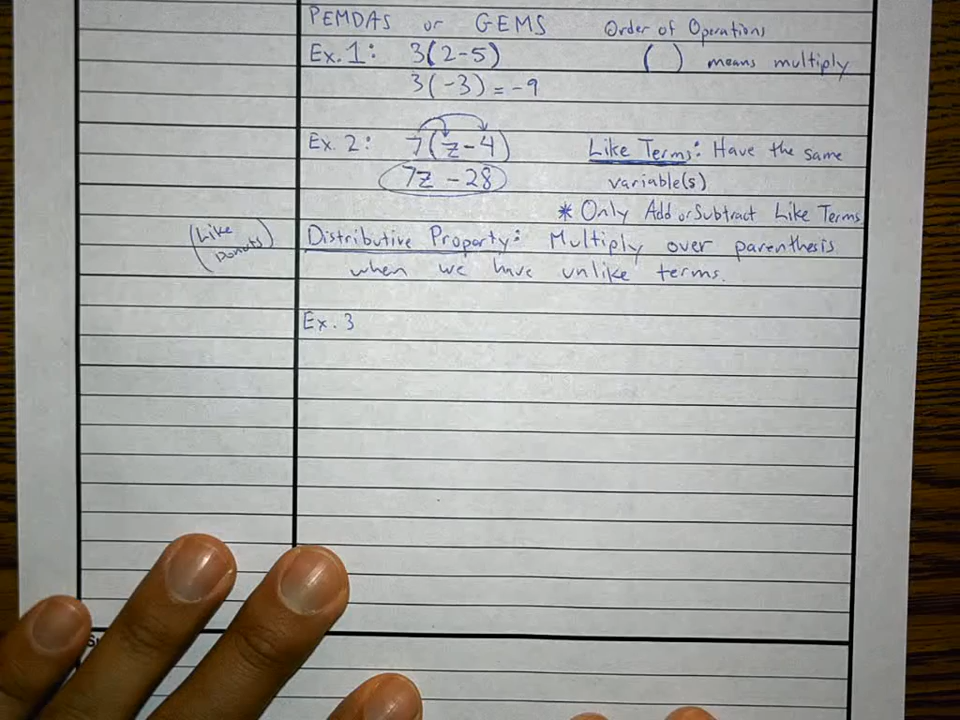 PEMDAS or GEMS Order of Operations
Ex. 1: 3(2-5) ( ) means multiply
3(-3) = -9
Ex. 2: 7(z-4) Like Terms: Have the same
7z - 28 variable(s)
* Only Add or Subtract Like Terms
(Like Donuts) Distributive Property: Multiply over parenthesis
when we have unlike terms.
Ex. 3